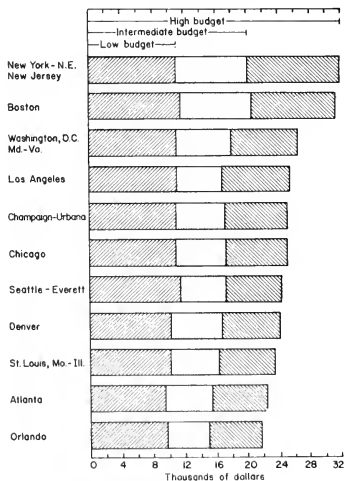 High budget
Intermediate budget
Low budget
New York - N.E.
New Jersey
Boston
Washington, D.C.
Md.-Va.
Los Angeles
Champaign-Urbana
Chicago
Seattle - Everett
Denver
St. Louis, Mo.- Ill.
Atlanta
Orlando
0 4 8 12 16 20 24 28 32
Thousands of dollars